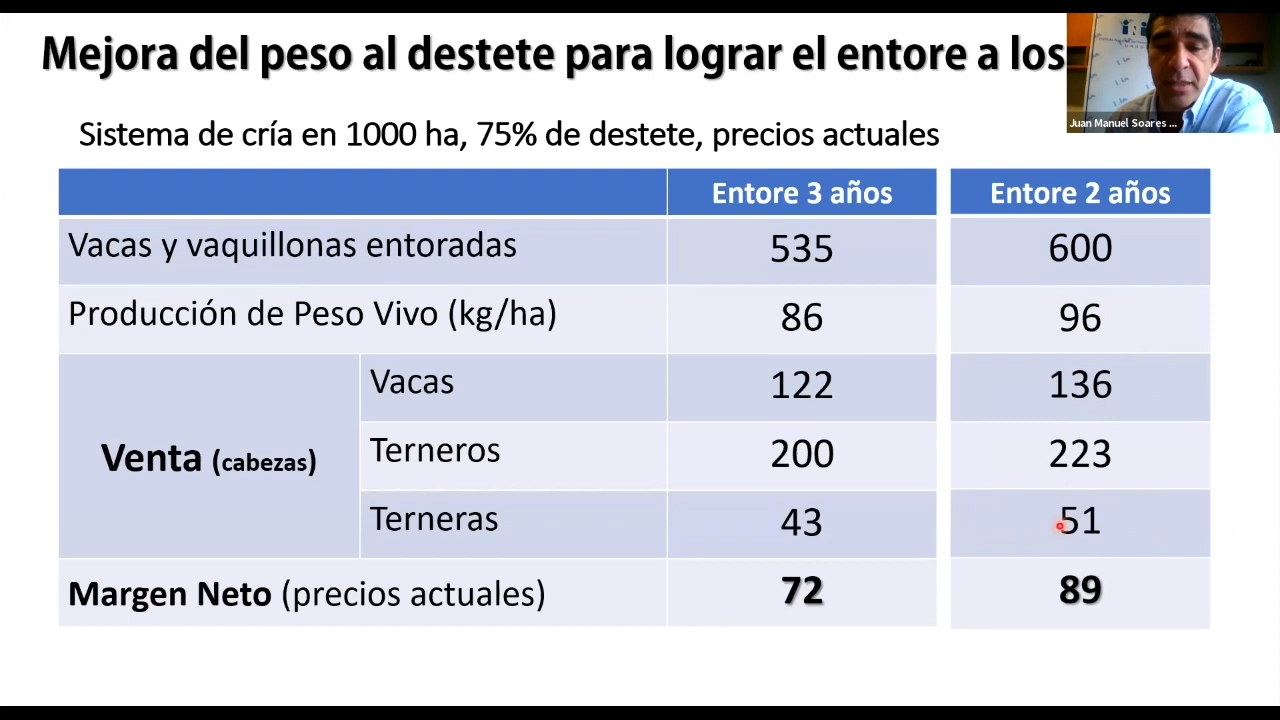 Mejora del peso al destete para lograr el entore a los
Juan Manuel Soares ...
Sistema de cría en 1000 ha, 75% de destete, precios actuales
Entore 3 años Entore 2 años
Vacas y vaquillonas entoradas 535 600
Producción de Peso Vivo (kg/ha) 86 96
Vacas 122 136
Venta (cabezas) Terneros 200 223
Terneras 43 51
Margen Neto (precios actuales) 72 89